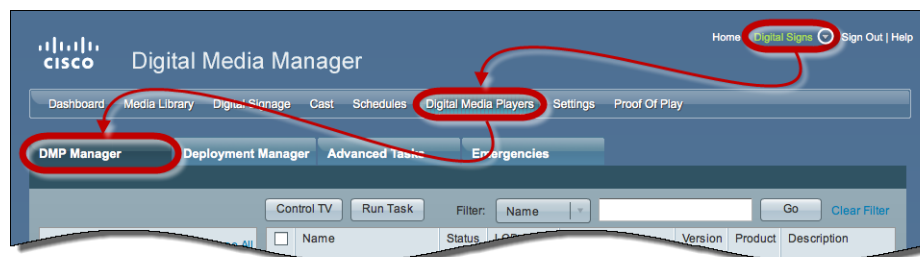 Home Digital Signs Sign Out | Help
CISCO Digital Media Manager
Dashboard Media Library Digital Signage Cast Schedules Digital Media Players Settings Proof Of Play
DMP Manager Deployment Manager Advanced Tasks Emergencies
Control TV Run Task Filter: Name Go Clear Filter
All Name Status Version Product Description